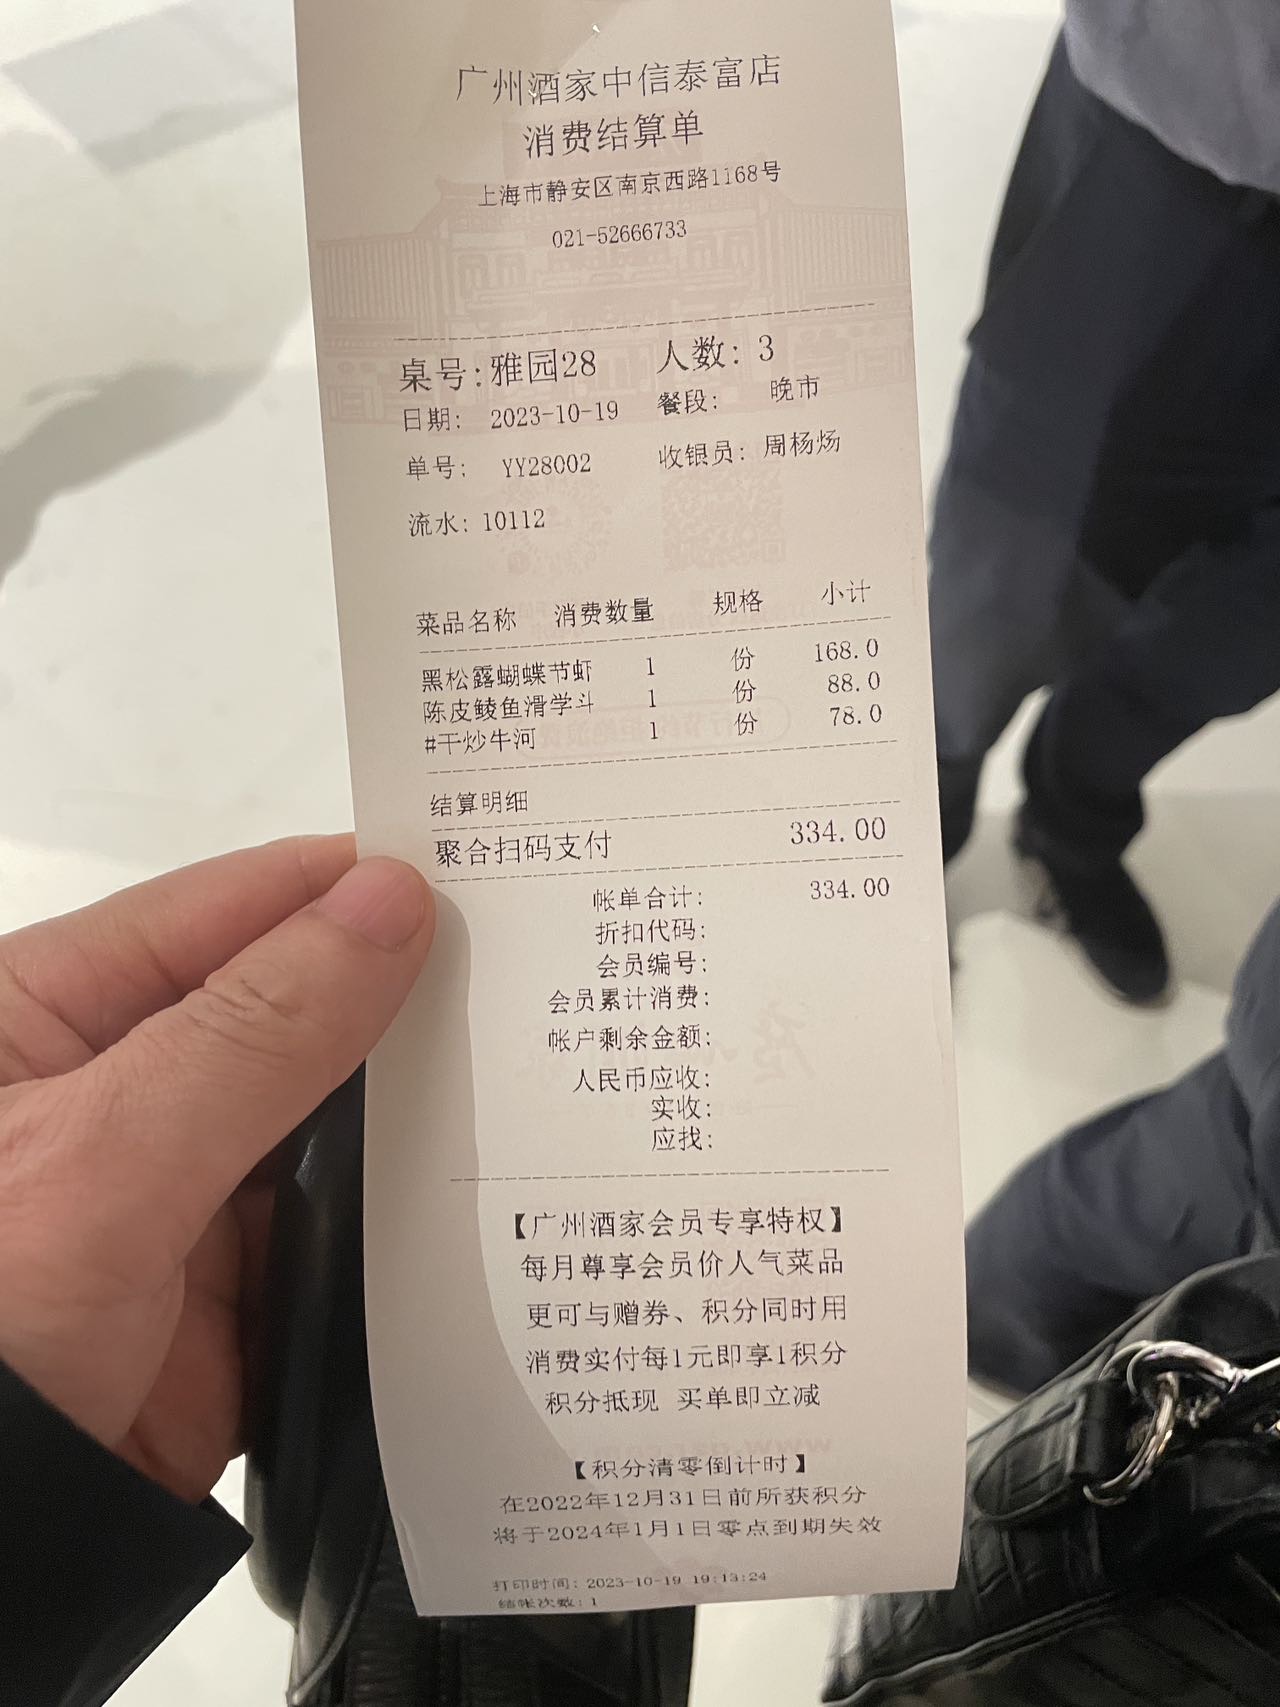 广州酒家中信泰富店
消费结算单
上海市静安区南京西路1168号
021-52666733
桌号:雅园28 人数: 3
日期: 2023-10-19 餐段: 晚市
单号: YY28002 收银员: 周杨炀
流水: 10112
菜品名称 消费数量 规格 小计
黑松露蝴蝶节虾 1 份 168.0
陈皮鲮鱼滑学斗 1 份 88.0
#干炒牛河 1 份 78.0
结算明细
聚合扫码支付 334.00
帐单合计: 334.00
折扣代码:
会员编号:
会员累计消费:
帐户剩余金额:
人民币应收:
实收:
应找:
【广州酒家会员专享特权】
每月尊享会员价人气菜品
更可与赠券、积分同时用
消费实付每1元即享1积分
积分抵现 买单即立减
【积分清零倒计时】
在2022年12月31日前所获积分
将于2024年1月1日零点到期失效
打印时间: 2023-10-19 19:13:24
结帐次数: 1